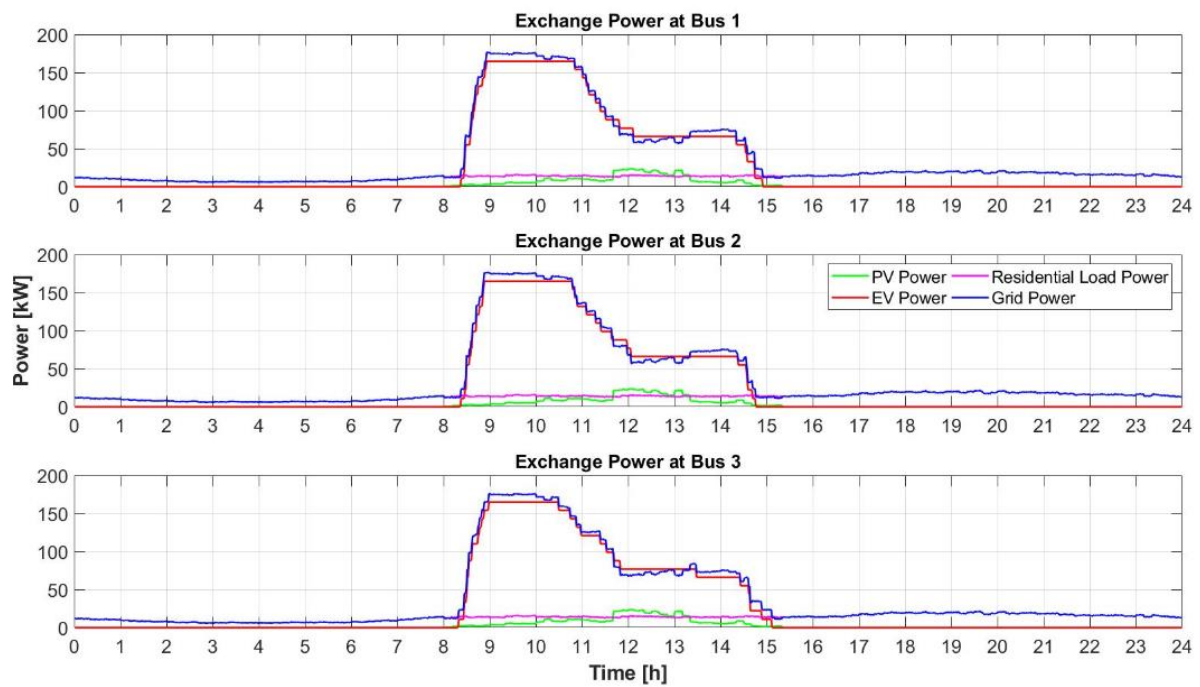 Exchange Power at Bus 1
200
150
100
50
0
0 1 2 3 4 5 6 7 8 9 10 11 12 13 14 15 16 17 18 19 20 21 22 23 24
Exchange Power at Bus 2
200
150
100
50
0
PV Power Residential Load Power
EV Power Grid Power
0 1 2 3 4 5 6 7 8 9 10 11 12 13 14 15 16 17 18 19 20 21 22 23 24
Power [kW]
Exchange Power at Bus 3
200
150
100
50
0
0 1 2 3 4 5 6 7 8 9 10 11 12 13 14 15 16 17 18 19 20 21 22 23 24
Time [h]